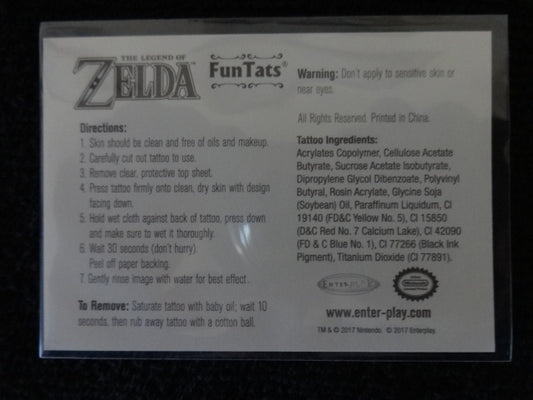 THE LEGEND OF
ZELDA™
FunTats®
Directions:
1. Skin should be clean and free of oils and makeup.
2. Carefully cut out tattoo to use.
3. Remove clear, protective top sheet.
4. Press tattoo firmly onto clean, dry skin with design
facing down.
5. Hold wet cloth against back of tattoo, press down
and make sure to wet it thoroughly.
6. Wait 30 seconds (don't hurry).
Peel off paper backing.
7. Gently rinse image with water for best effect.
To Remove: Saturate tattoo with baby oil; wait 10
seconds, then rub away tattoo with a cotton ball.
Warning: Don't apply to sensitive skin or
near eyes.
All Rights Reserved. Printed in China.
Tattoo Ingredients:
Acrylates Copolymer, Cellulose Acetate
Butyrate, Sucrose Acetate Isobutyrate,
Dipropylene Glycol Dibenzoate, Polyvinyl
Butyral, Rosin Acrylate, Glycine Soja
(Soybean) Oil, Paraffinum Liquidum, CI
19140 (FD&C Yellow No. 5), CI 15850
(D&C Red No. 7 Calcium Lake), CI 42090
(FD & C Blue No. 1), CI 77266 (Black Ink
Pigment), Titanium Dioxide (CI 77891).
ENTER-PLAY
Nintendo
www.enter-play.com
TM & © 2017 Nintendo. © 2017 Enterplay.